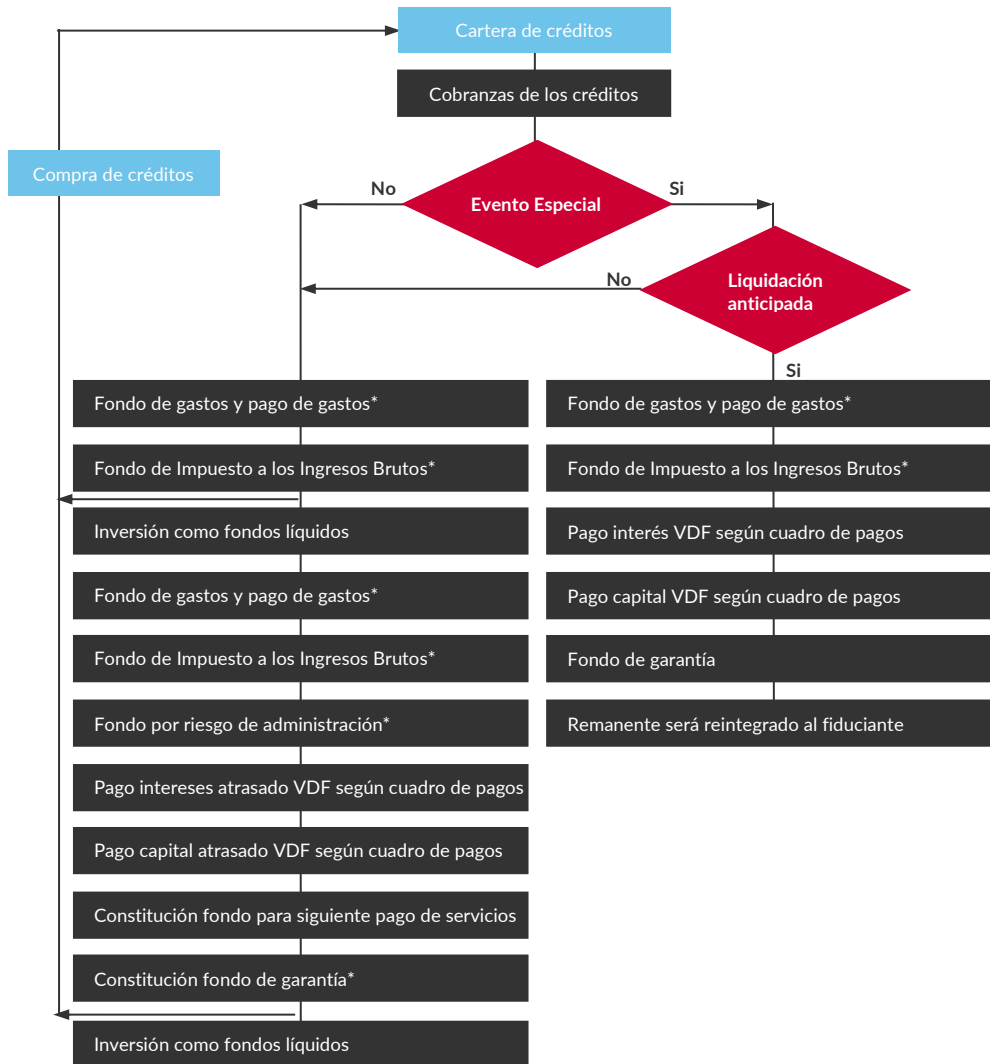 Cartera de créditos
Cobranzas de los créditos
Compra de créditos
No
Evento Especial
Si
No
Liquidación
anticipada
Si
Fondo de gastos y pago de gastos*
Fondo de Impuesto a los Ingresos Brutos*
Inversión como fondos líquidos
Fondo de gastos y pago de gastos*
Fondo de Impuesto a los Ingresos Brutos*
Fondo por riesgo de administración*
Pago intereses atrasado VDF según cuadro de pagos
Pago capital atrasado VDF según cuadro de pagos
Constitución fondo para siguiente pago de servicios
Constitución fondo de garantía*
Inversión como fondos líquidos
Fondo de gastos y pago de gastos*
Fondo de Impuesto a los Ingresos Brutos*
Pago interés VDF según cuadro de pagos
Pago capital VDF según cuadro de pagos
Fondo de garantía
Remanente será reintegrado al fiduciante